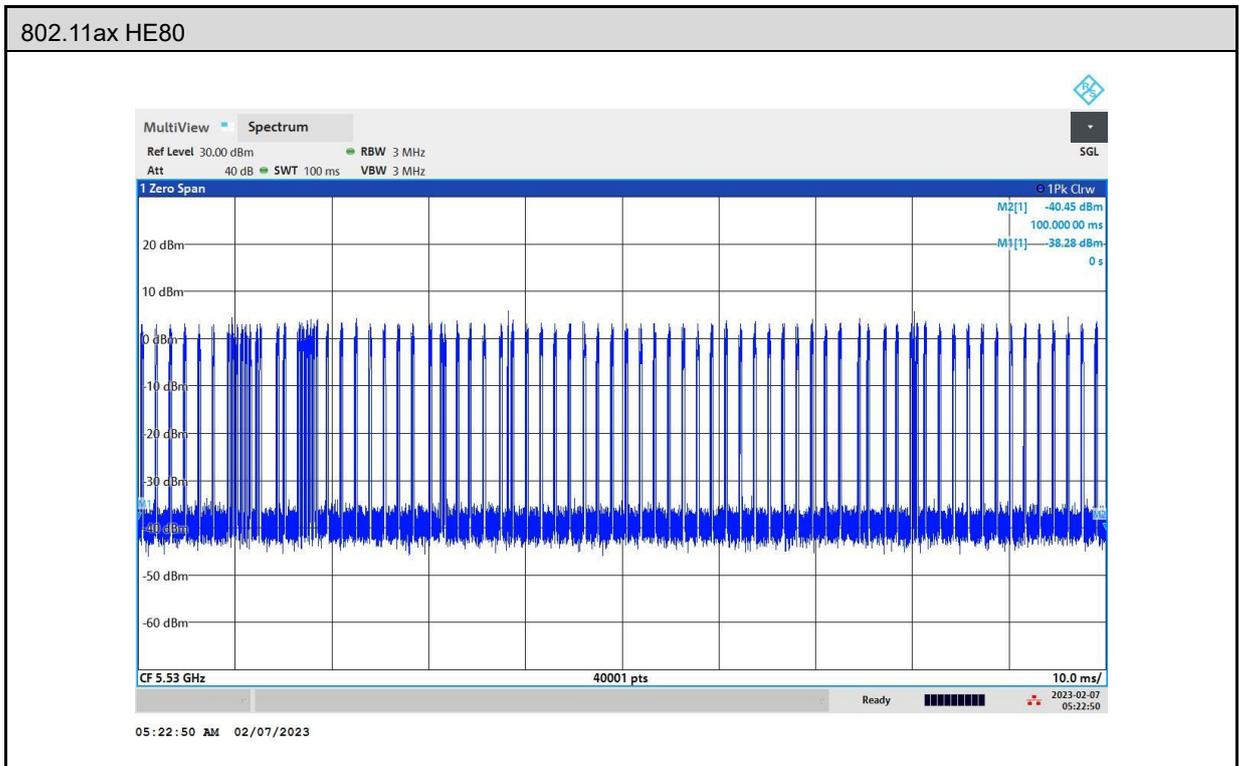 802.11ax HE80
MultiView Spectrum
SGL
Ref Level 30.00 dBm RBW 3 MHz
Att 40 dB SWT 100 ms VBW 3 MHz
1 Zero Span 1Pk Clrw
M2[1] -40.45 dBm
100.000 00 ms
M1[1] -38.28 dBm
0 s
20 dBm
10 dBm
0 dBm
-10 dBm
-20 dBm
-30 dBm
M1
-40 dBm
M2
-50 dBm
-60 dBm
CF 5.53 GHz 40001 pts 10.0 ms/
Ready 2023-02-07
05:22:50
05:22:50 AM 02/07/2023